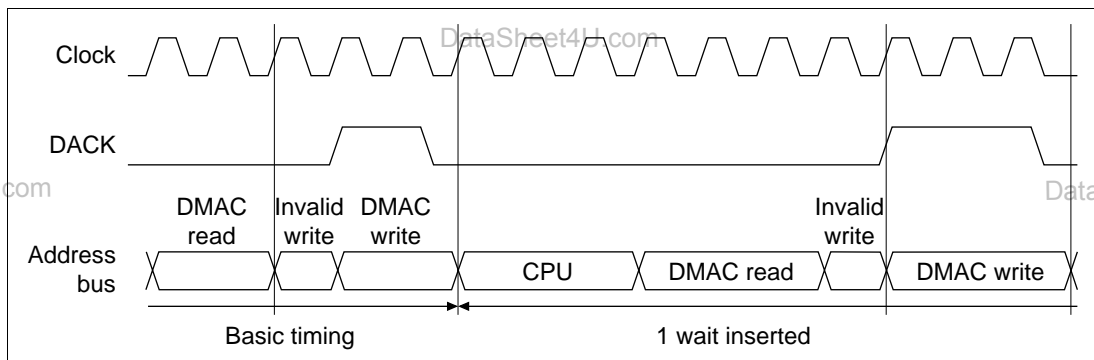 DataSheet4U.com
Clock
DACK
com
Data
DMAC
read
Invalid
write
DMAC
write
Invalid
write
Address
bus
CPU
DMAC read
DMAC write
Basic timing
1 wait inserted